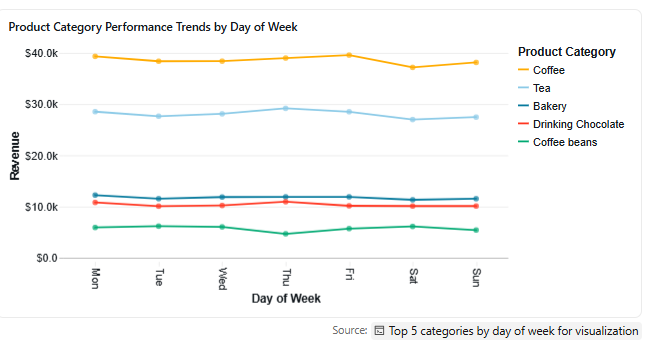 Product Category Performance Trends by Day of Week
$40.0k
$30.0k
$20.0k
$10.0k
$0.0
Revenue
Mon
Tue
Wed
Thu
Fri
Sat
Sun
Day of Week
Product Category
Coffee
Tea
Bakery
Drinking Chocolate
Coffee beans
Source: Top 5 categories by day of week for visualization